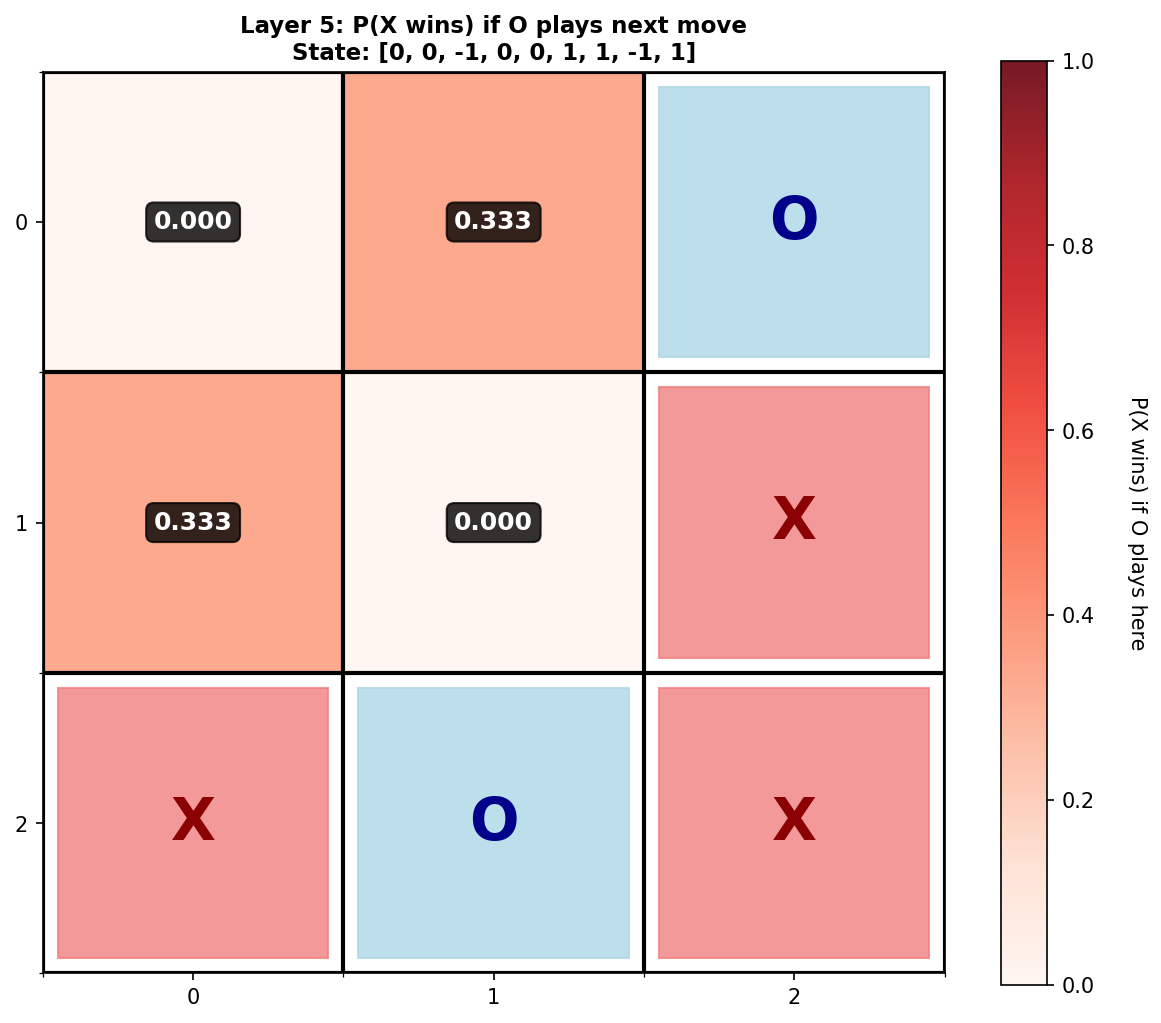 Layer 5: P(X wins) if O plays next move
State: [0, 0, -1, 0, 0, 1, 1, -1, 1]
0
0.000
0.333
O
1
0.333
0.000
X
2
X
O
X
0
1
2
1.0
0.8
0.6
0.4
0.2
0.0
P(X wins) if O plays here